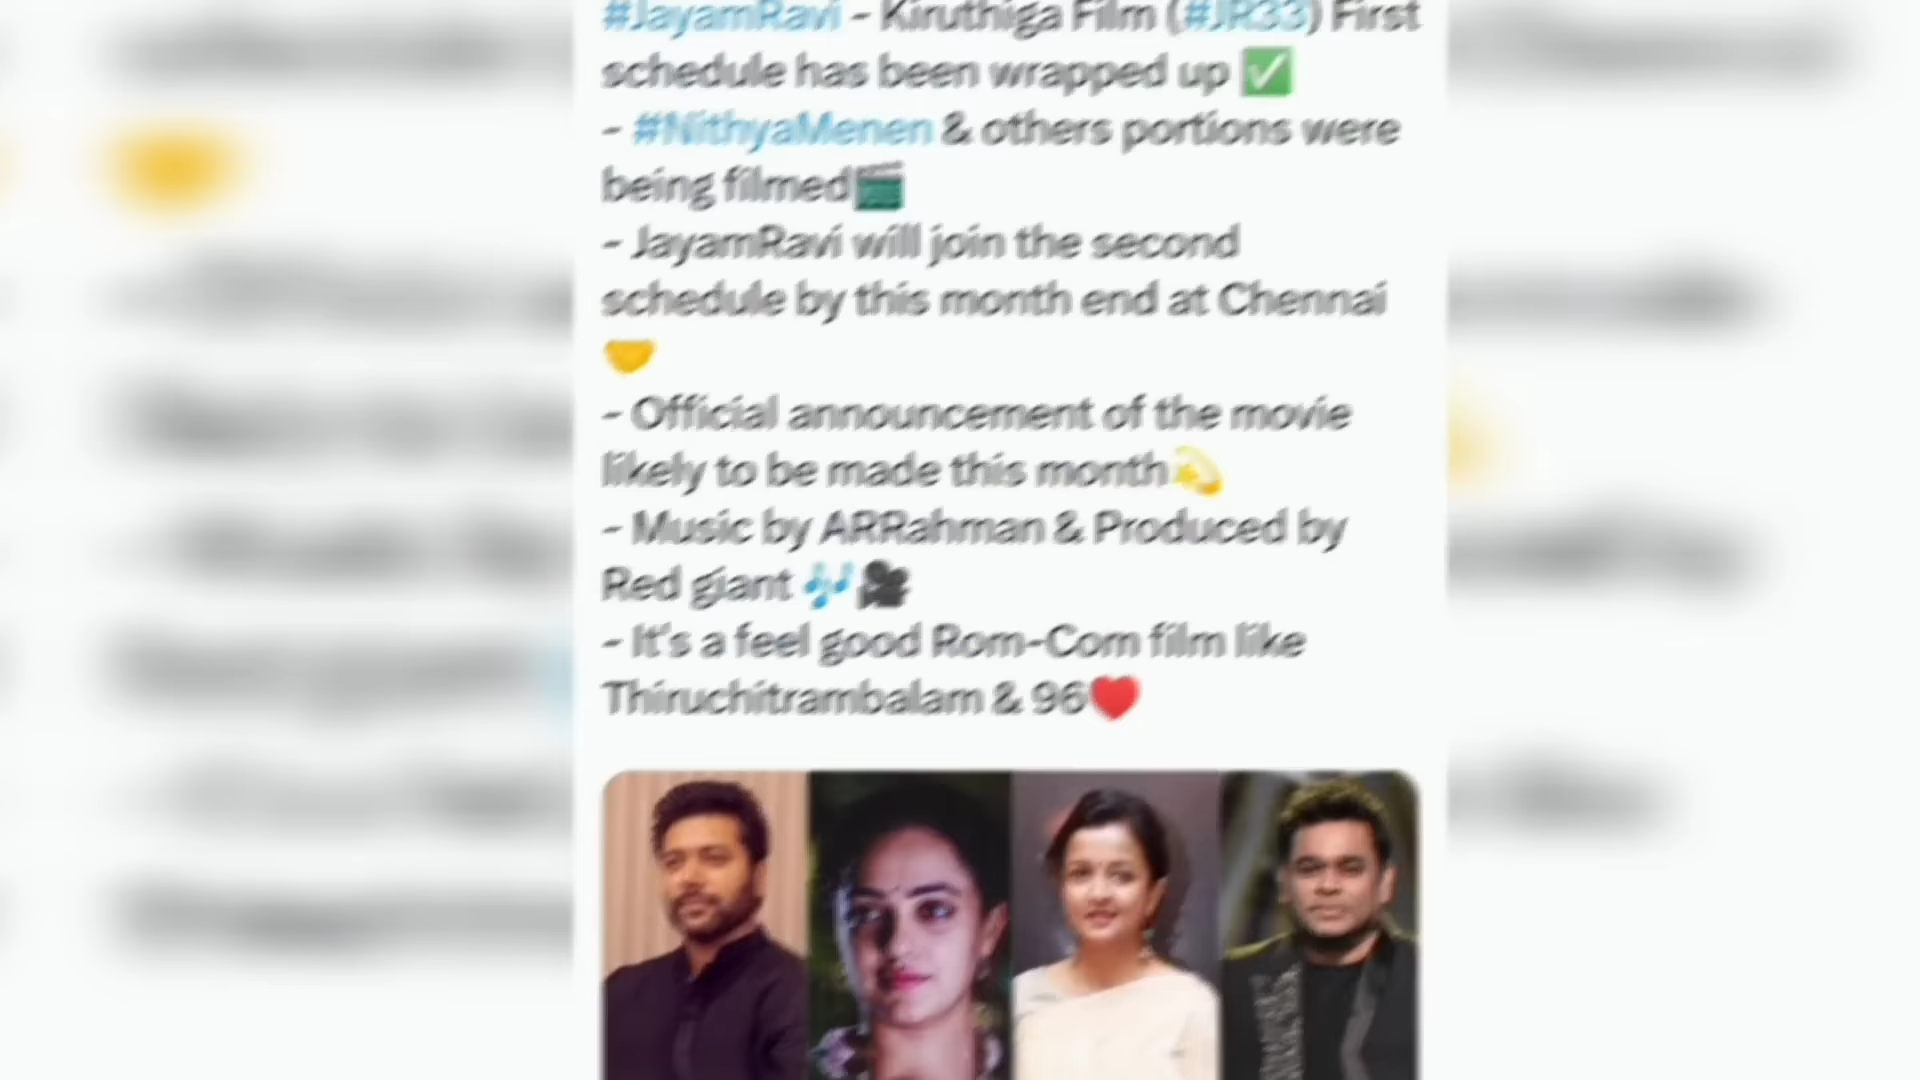 #JayamRavi - Kiruthiga Film (#JR33) First
schedule has been wrapped up ✅
- #NithyaMenen & others portions were
being filmed🎬
- JayamRavi will join the second
schedule by this month end at Chennai
🤝
- Official announcement of the movie
likely to be made this month💫
- Music by ARRahman & Produced by
Red giant 🎶🎥
- It's a feel good Rom-Com film like
Thiruchitrambalam & 96♥️